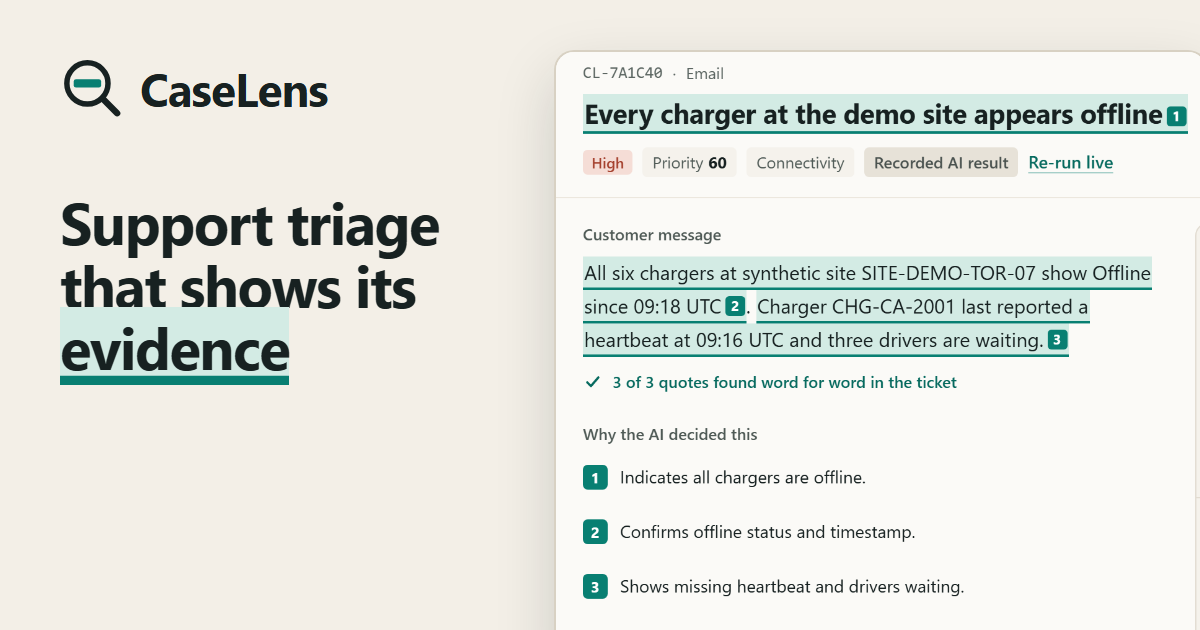 CaseLens
Support triage
that shows its
evidence
CL-7A1C40 · Email
Every charger at the demo site appears offline 1
High Priority 60 Connectivity Recorded AI result Re-run live
Customer message
All six chargers at synthetic site SITE-DEMO-TOR-07 show Offline
since 09:18 UTC 2 . Charger CHG-CA-2001 last reported a
heartbeat at 09:16 UTC and three drivers are waiting. 3
✓ 3 of 3 quotes found word for word in the ticket
Why the AI decided this
1 Indicates all chargers are offline.
2 Confirms offline status and timestamp.
3 Shows missing heartbeat and drivers waiting.